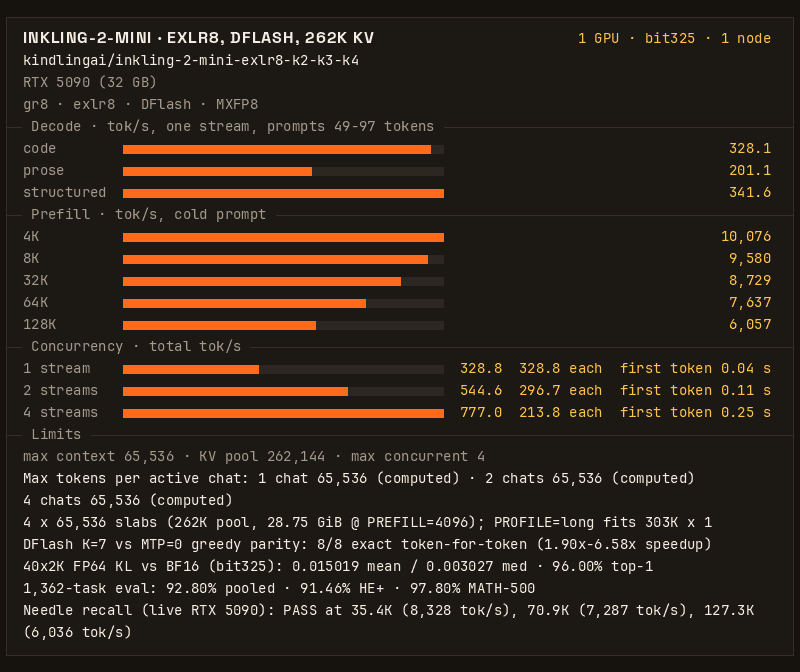 INKLING-2-MINI · EXLR8, DFLASH, 262K KV 1 GPU · bit325 · 1 node
kindlingai/inkling-2-mini-exlr8-k2-k3-k4
RTX 5090 (32 GB)
gr8 · exlr8 · DFlash · MXFP8
Decode · tok/s, one stream, prompts 49-97 tokens
code 328.1
prose 201.1
structured 341.6
Prefill · tok/s, cold prompt
4K 10,076
8K 9,580
32K 8,729
64K 7,637
128K 6,057
Concurrency · total tok/s
1 stream 328.8 328.8 each first token 0.04 s
2 streams 544.6 296.7 each first token 0.11 s
4 streams 777.0 213.8 each first token 0.25 s
Limits
max context 65,536 · KV pool 262,144 · max concurrent 4
Max tokens per active chat: 1 chat 65,536 (computed) · 2 chats 65,536 (computed)
4 chats 65,536 (computed)
4 x 65,536 slabs (262K pool, 28.75 GiB @ PREFILL=4096); PROFILE=long fits 303K x 1
DFlash K=7 vs MTP=0 greedy parity: 8/8 exact token-for-token (1.90x-6.58x speedup)
40x2K FP64 KL vs BF16 (bit325): 0.015019 mean / 0.003027 med · 96.00% top-1
1,362-task eval: 92.80% pooled · 91.46% HE+ · 97.80% MATH-500
Needle recall (live RTX 5090): PASS at 35.4K (8,328 tok/s), 70.9K (7,287 tok/s), 127.3K
(6,036 tok/s)